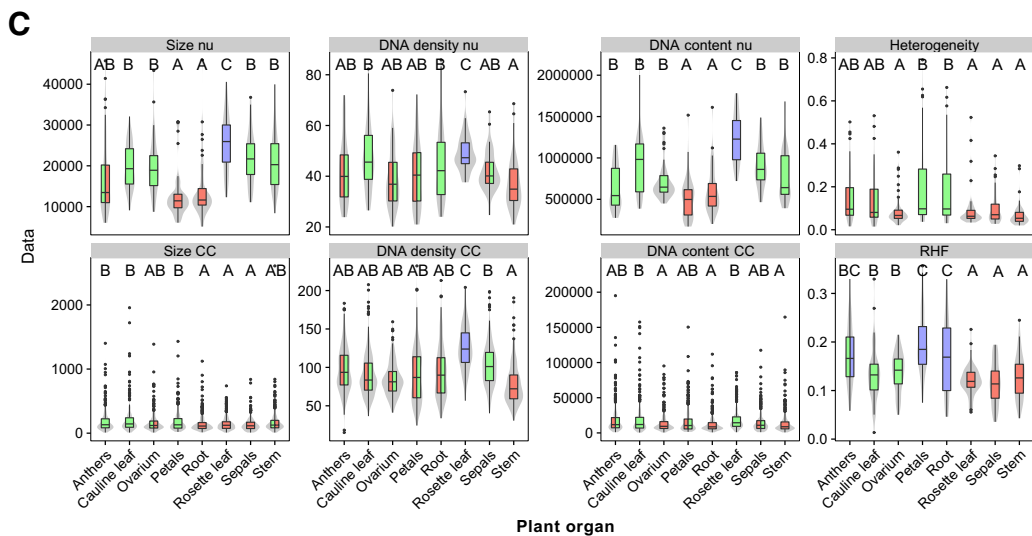 C
Size nu
DNA density nu
DNA content nu
Heterogeneity
AB B B A A C B B
AB B AB AB B C AB A
B B B A A C B B
AB AB A B B A A A
40000
30000
20000
10000
80
60
40
20
2000000
1500000
1000000
500000
0.8
0.6
0.4
0.2
0.0
Data
Size CC
DNA density CC
DNA content CC
RHF
B B AB B A A A AB
AB AB A AB AB C B A
AB B A AB A B AB A
BC B B C C A A A
2000
1000
0
200
150
100
50
200000
150000
100000
75000
50000
25000
0
0.3
0.2
0.1
0.0
Anthers
Cauline leaf
Ovarium
Petals
Root
Rosette leaf
Sepals
Stem
Anthers
Cauline leaf
Ovarium
Petals
Root
Rosette leaf
Sepals
Stem
Anthers
Cauline leaf
Ovarium
Petals
Root
Rosette leaf
Sepals
Stem
Anthers
Cauline leaf
Ovarium
Petals
Root
Rosette leaf
Sepals
Stem
Plant organ